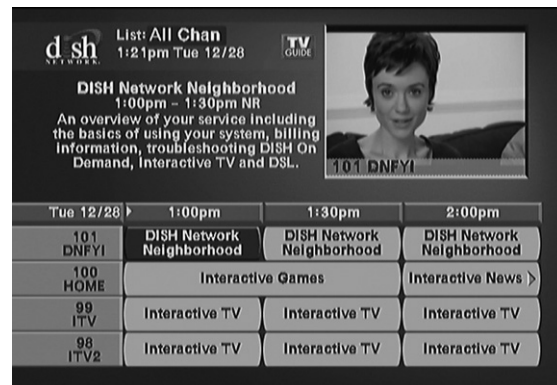 dish
NETWORK
List: All Chan
1:21pm Tue 12/28
TV
GUIDE
DISH Network Neighborhood
1:00pm - 1:30pm NR
An overview of your service including
the basics of using your system, billing
information, troubleshooting DISH On
Demand, Interactive TV and DSL.
101 DNFYI
Tue 12/28 1:00pm 1:30pm 2:00pm
101
DNFYI
DISH Network
Neighborhood
DISH Network
Neighborhood
DISH Network
Neighborhood
100
HOME
Interactive Games
Interactive News
99
ITV
Interactive TV
Interactive TV
Interactive TV
98
ITV2
Interactive TV
Interactive TV
Interactive TV